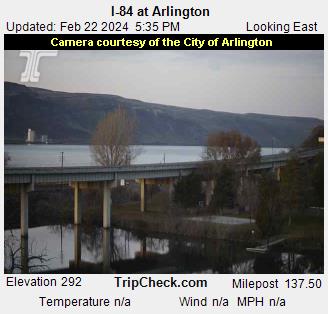 I-84 at Arlington
Updated: Feb 22 2024 5:35 PM Looking East
Camera courtesy of the City of Arlington
Elevation 292 TripCheck.com Milepost 137.50
Temperature n/a Wind n/a MPH n/a